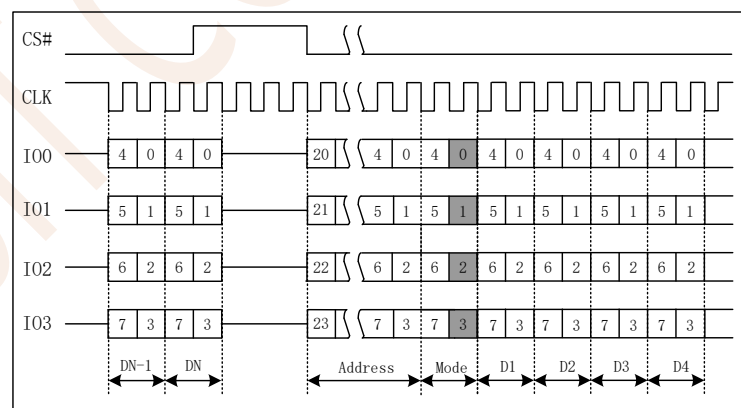 CS#
CLK
IO0 4 0 4 0 20 4 0 4 0 4 0 4 0 4 0 4 0
IO1 5 1 5 1 21 5 1 5 1 5 1 5 1 5 1 5 1
IO2 6 2 6 2 22 6 2 6 2 6 2 6 2 6 2 6 2
IO3 7 3 7 3 23 7 3 7 3 7 3 7 3 7 3 7 3
DN-1 DN Address Mode D1 D2 D3 D4